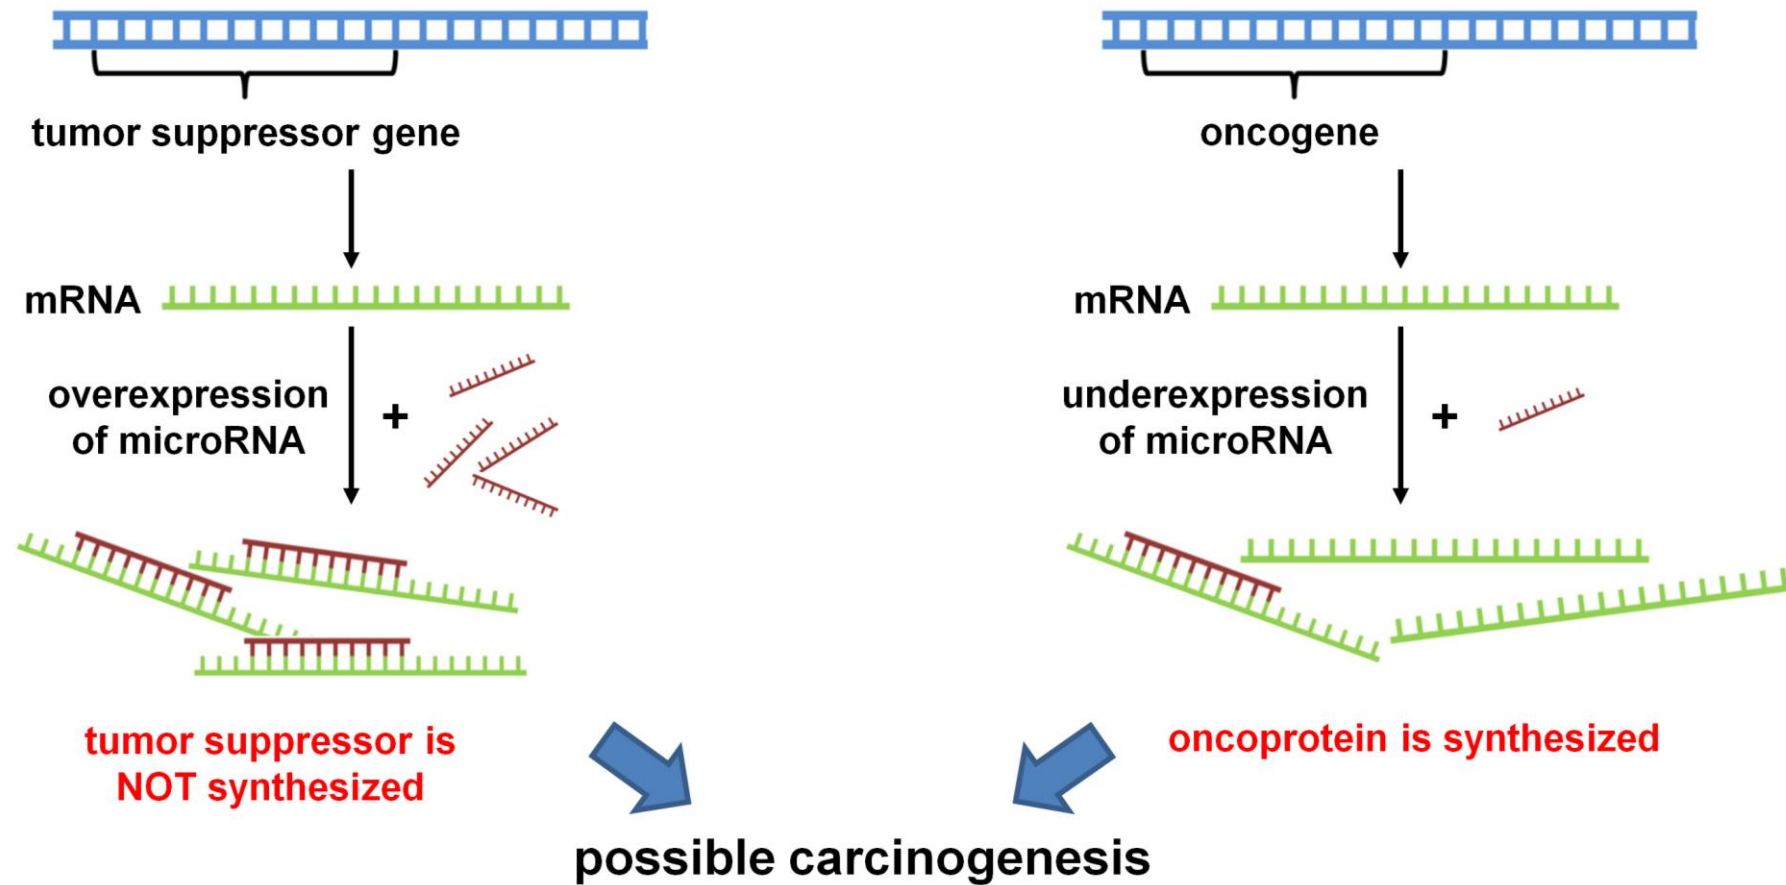 tumor suppressor gene
mRNA
overexpression
of microRNA
+
tumor suppressor is
NOT synthesized
oncogene
mRNA
underexpression
of microRNA
+
oncoprotein is synthesized
possible carcinogenesis